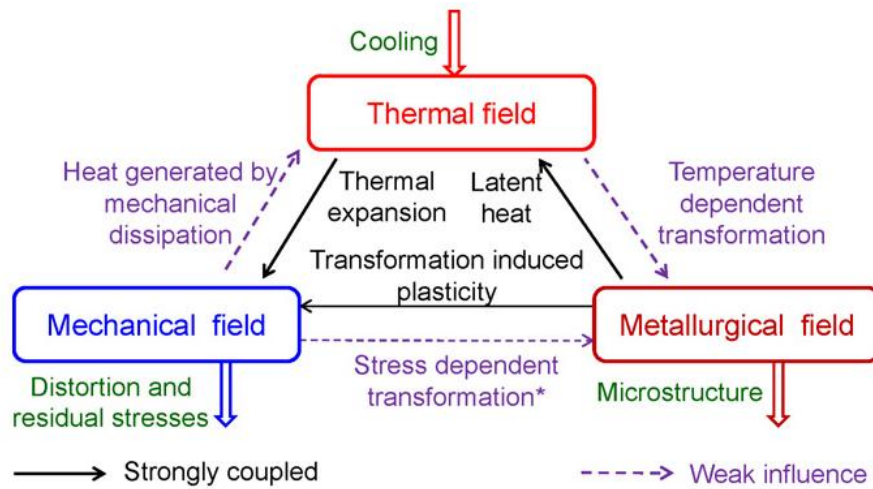 Cooling
Thermal field
Heat generated by
mechanical
dissipation
Thermal
expansion
Latent
heat
Temperature
dependent
transformation
Transformation induced
plasticity
Mechanical field
Metallurgical field
Distortion and
residual stresses
Stress dependent
transformation*
Microstructure
Strongly coupled
Weak influence